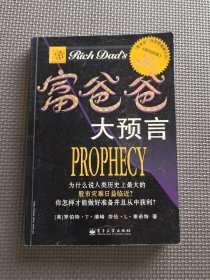 Rich Dad's
富爸爸
大预言
PROPHECY
为什么说人类历史上最大的
股市灾难日益临近?
你怎样才能做好准备并且从中获利?
[美]罗伯特·T·清崎 莎伦·L·莱希特 著
电子工业出版社